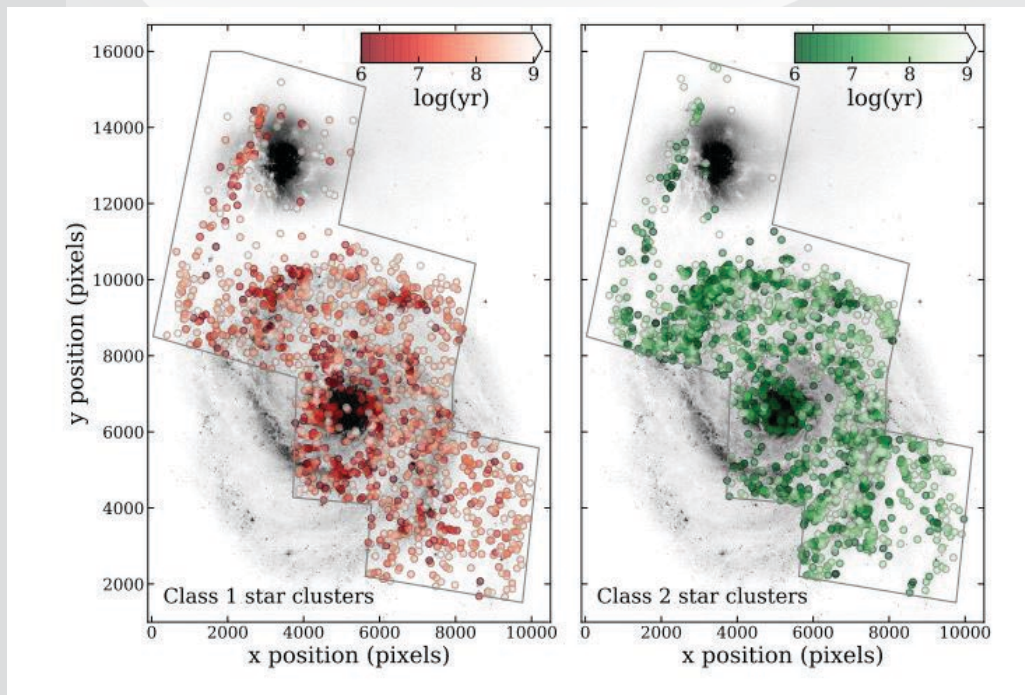 16000
14000
12000
10000
8000
6000
4000
2000
y position (pixels)
6 7 8 9
log(yr)
Class 1 star clusters
0 2000 4000 6000 8000 10000
x position (pixels)
6 7 8 9
log(yr)
Class 2 star clusters
0 2000 4000 6000 8000 10000
x position (pixels)